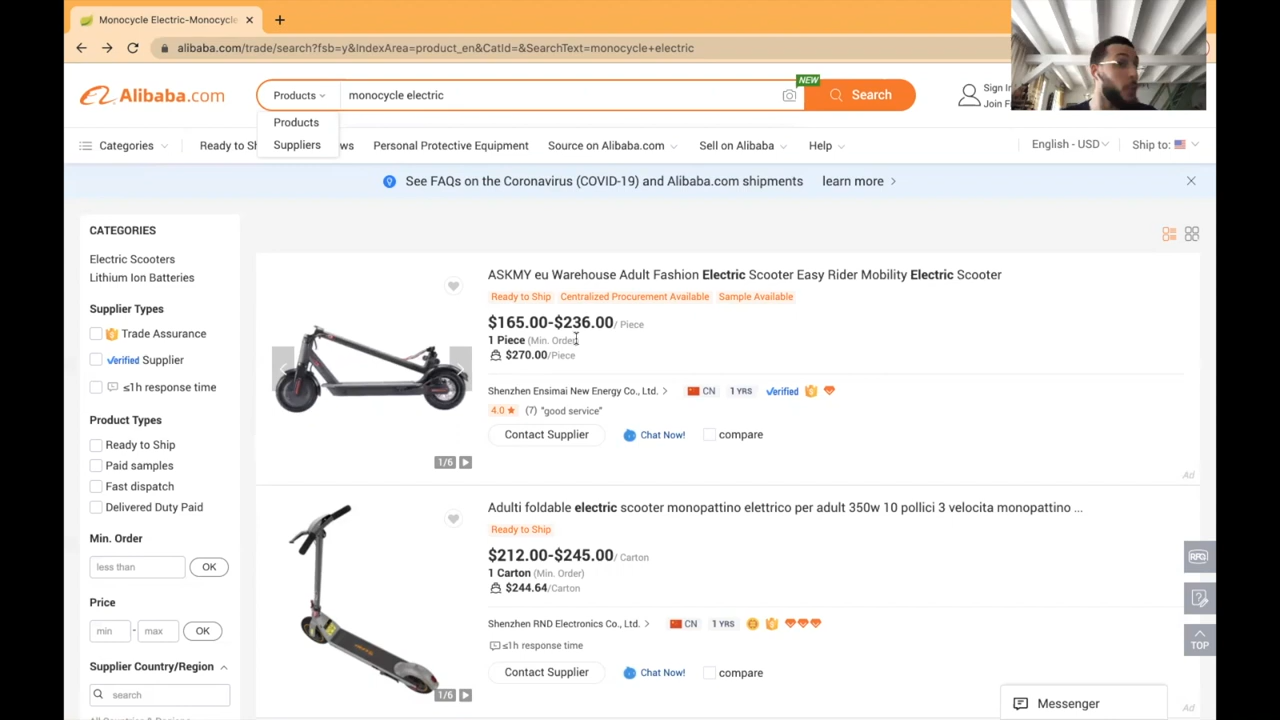 Monocycle Electric-Monocycle
alibaba.com/trade/search?fsb=y&IndexArea=product_en&CatId=&SearchText=monocycle+electric
Alibaba.com
Products
monocycle electric
NEW
Search
Sign In
Join F
Products
Suppliers
Categories
Ready to Sh
ws
Personal Protective Equipment
Source on Alibaba.com
Sell on Alibaba
Help
English - USD
Ship to:
See FAQs on the Coronavirus (COVID-19) and Alibaba.com shipments
learn more
CATEGORIES
Electric Scooters
Lithium Ion Batteries
Supplier Types
Trade Assurance
Verified Supplier
≤1h response time
Product Types
Ready to Ship
Paid samples
Fast dispatch
Delivered Duty Paid
Min. Order
less than
OK
Price
min - max OK
Supplier Country/Region
search
All Countries & Regions
ASKMY eu Warehouse Adult Fashion Electric Scooter Easy Rider Mobility Electric Scooter
Ready to Ship Centralized Procurement Available Sample Available
$165.00-$236.00/ Piece
1 Piece (Min. Order)
$270.00/Piece
Shenzhen Ensimai New Energy Co., Ltd. CN 1 YRS Verified
4.0 (7) "good service"
Contact Supplier Chat Now! compare
1/6
Ad
Adulti foldable electric scooter monopattino elettrico per adult 350w 10 pollici 3 velocita monopattino ...
Ready to Ship
$212.00-$245.00/ Carton
1 Carton (Min. Order)
$244.64/Carton
Shenzhen RND Electronics Co., Ltd. CN 1 YRS
≤1h response time
Contact Supplier Chat Now! compare
1/6
Ad
RFQ
TOP
Messenger